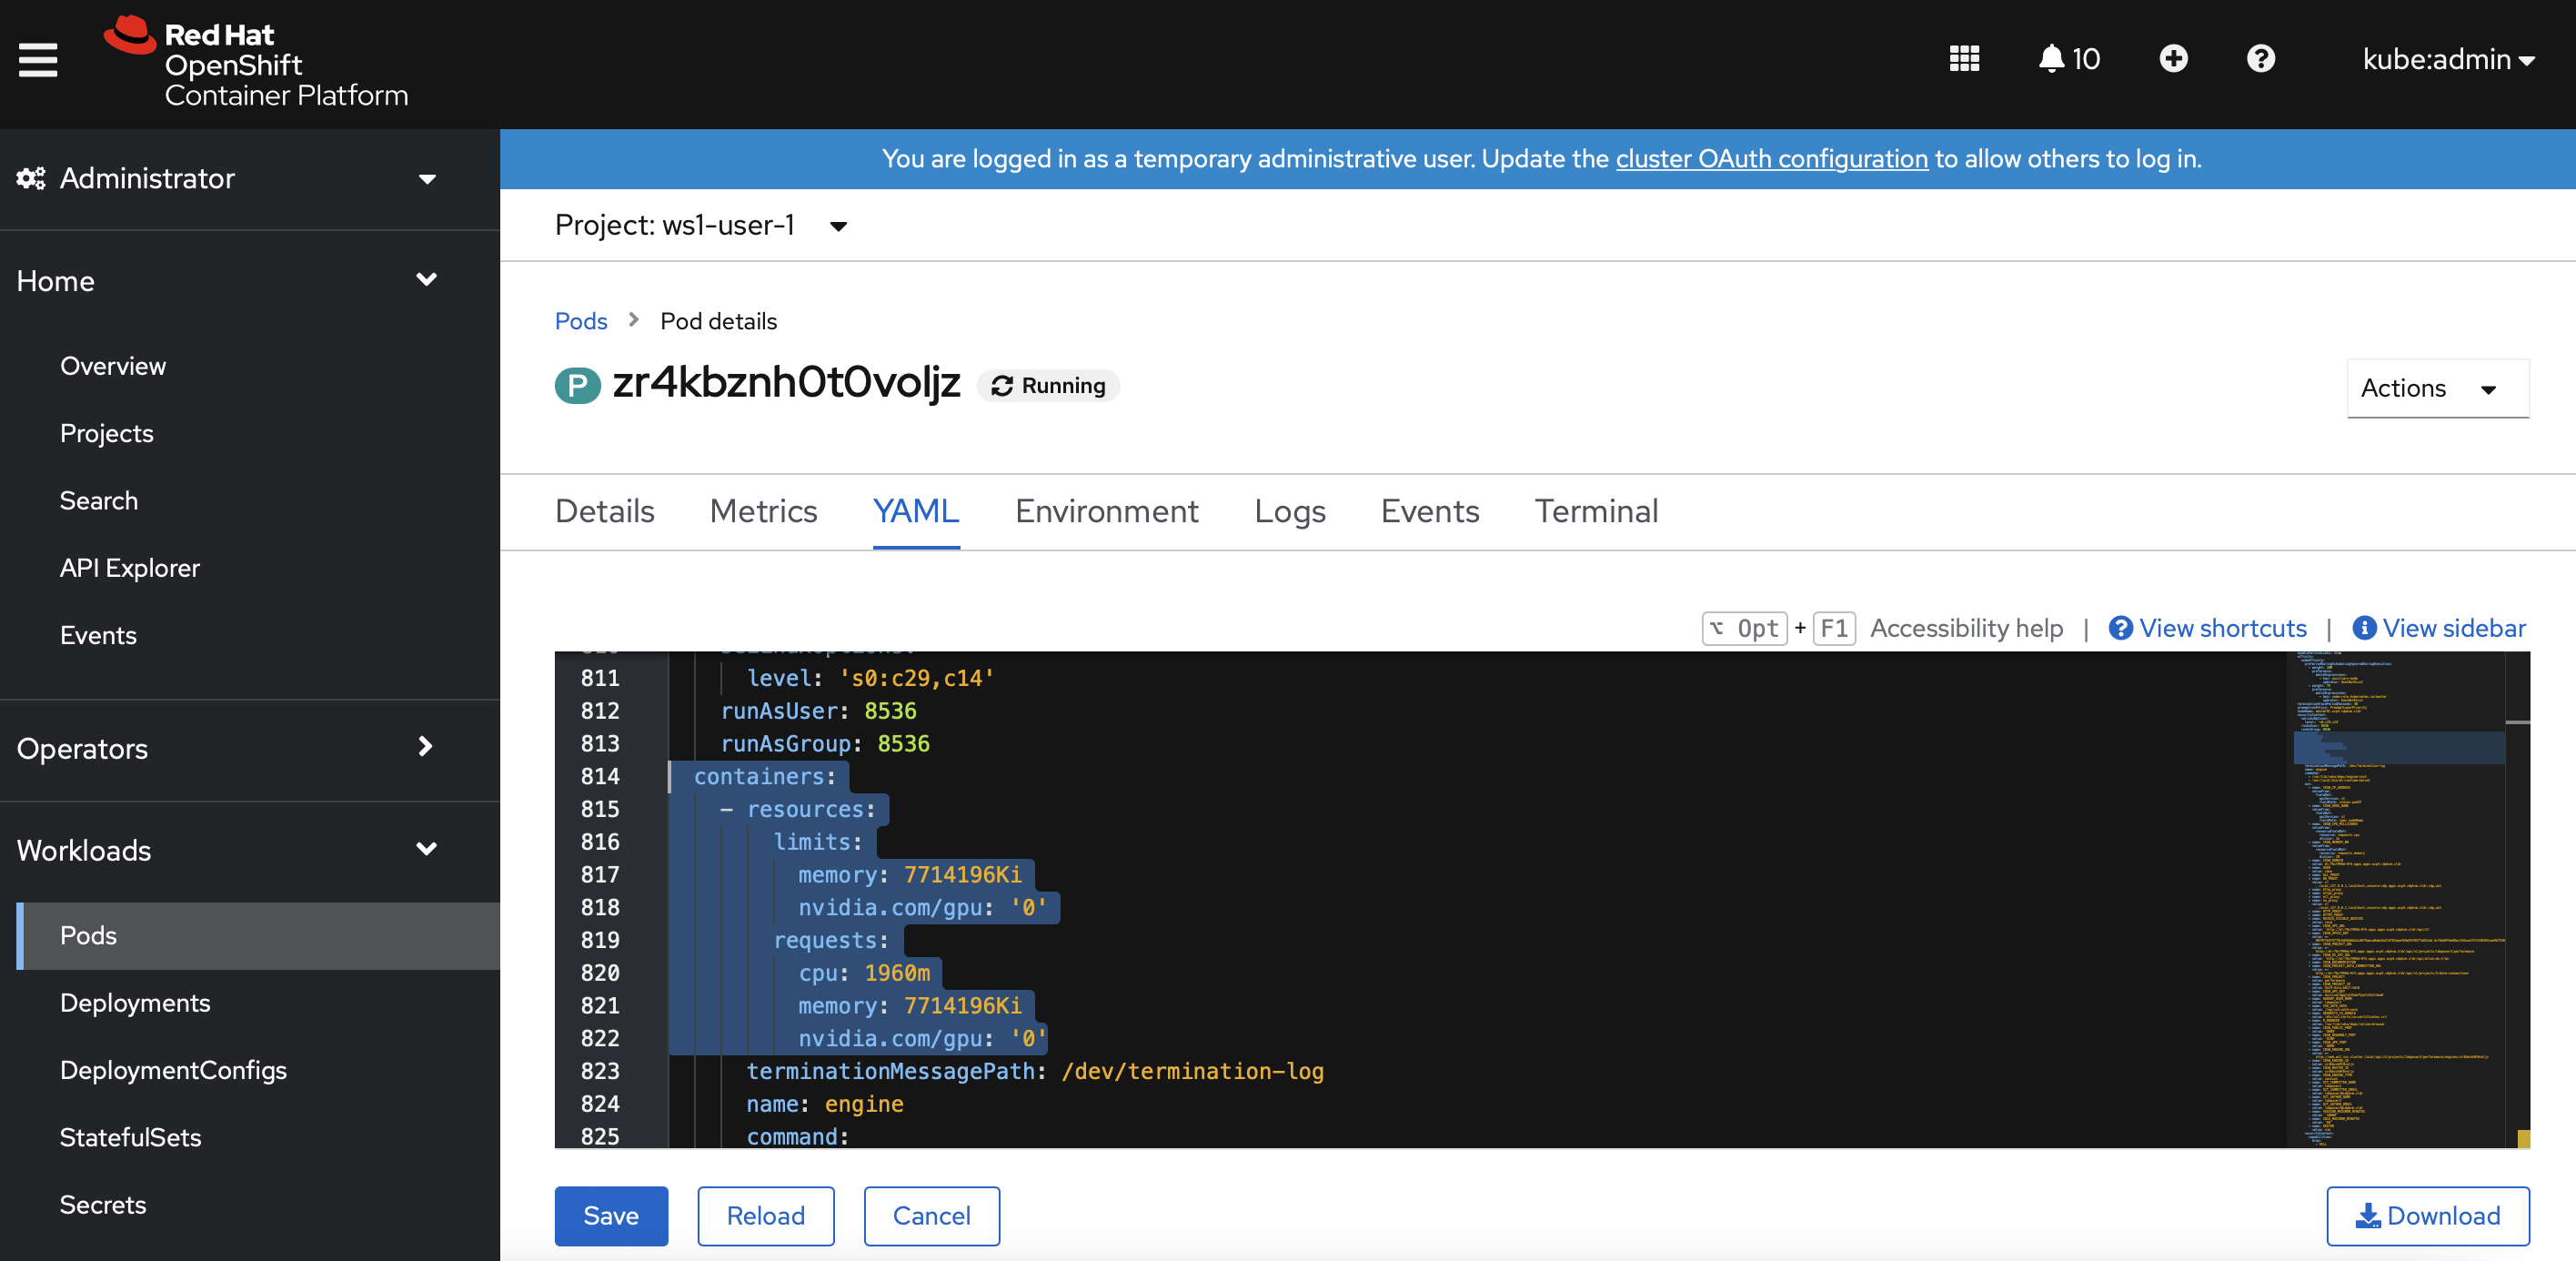 Red Hat
OpenShift
Container Platform
10
kube:admin
Administrator
You are logged in as a temporary administrative user. Update the cluster OAuth configuration to allow others to log in.
Project: ws1-user-1
Home
Overview
Projects
Search
API Explorer
Events
Operators
Workloads
Pods
Deployments
DeploymentConfigs
StatefulSets
Secrets
Pods > Pod details
P zr4kbznh0t0voljz Running
Actions
Details Metrics YAML Environment Logs Events Terminal
⌥ Opt + F1 Accessibility help | View shortcuts | View sidebar
811 level: 's0:c29,c14'
812 runAsUser: 8536
813 runAsGroup: 8536
814 containers:
815 - resources:
816 limits:
817 memory: 7714196Ki
818 nvidia.com/gpu: '0'
819 requests:
820 cpu: 1960m
821 memory: 7714196Ki
822 nvidia.com/gpu: '0'
823 terminationMessagePath: /dev/termination-log
824 name: engine
825 command:
Save Reload Cancel Download